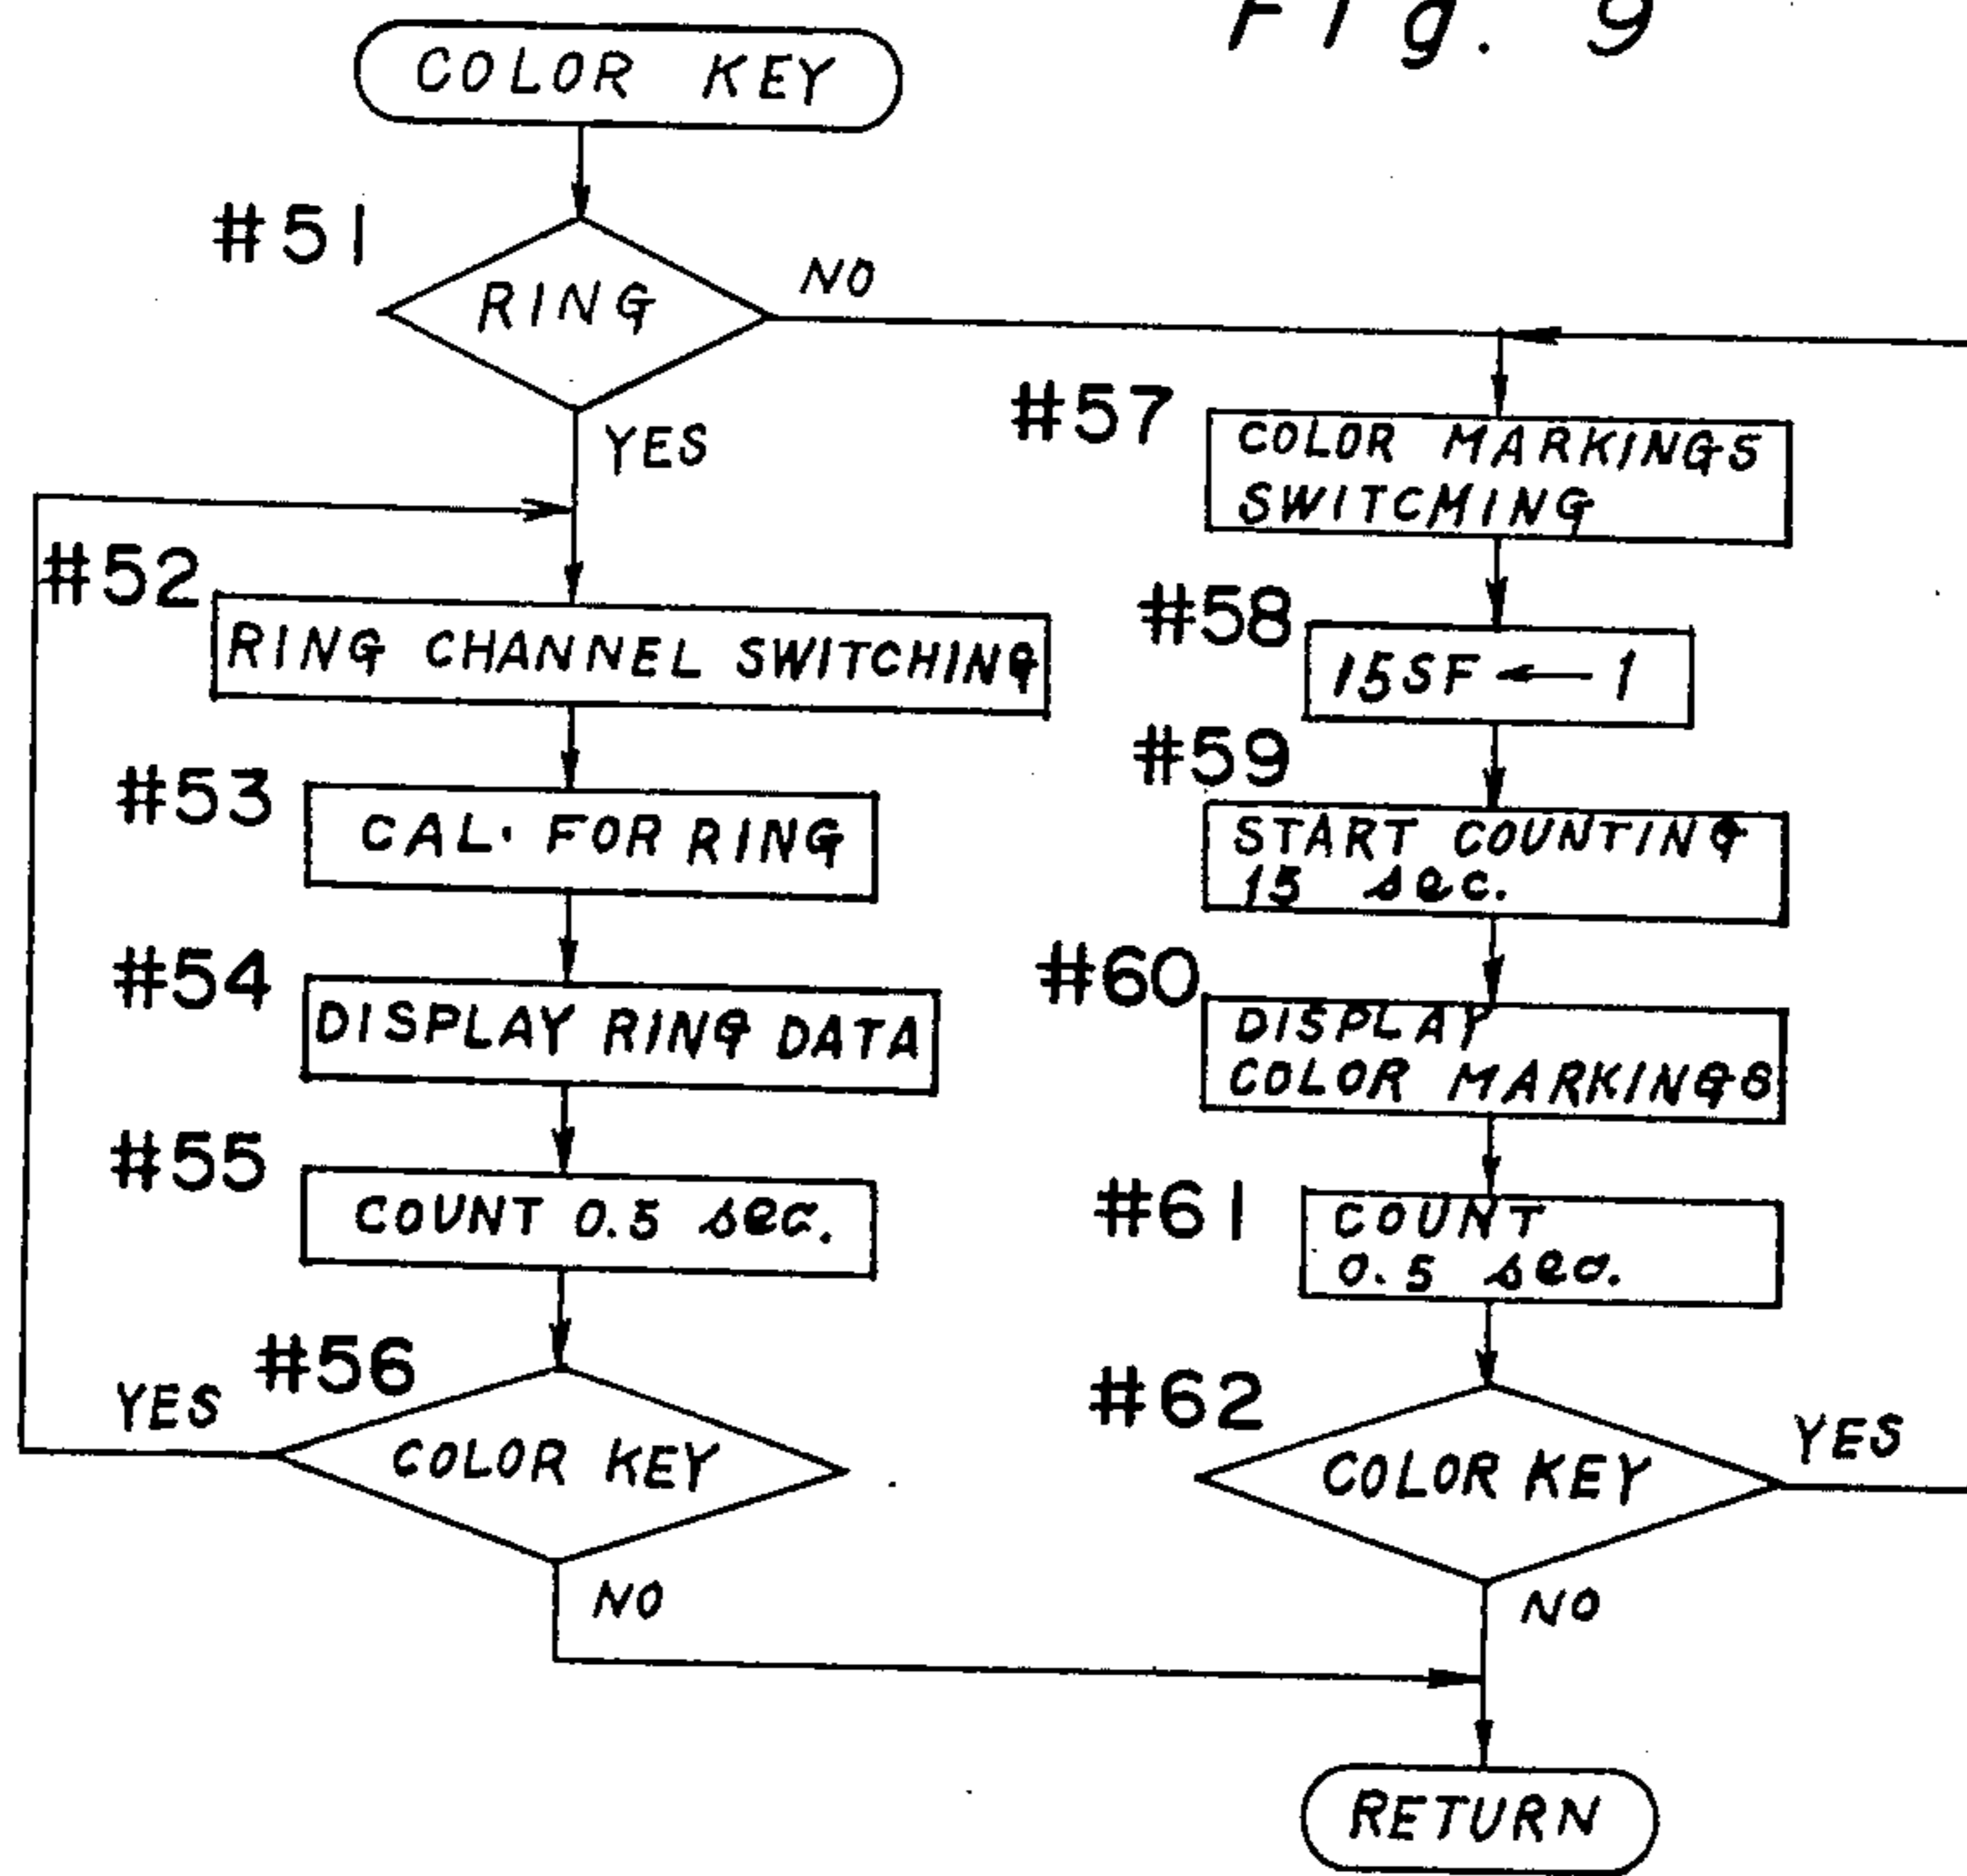 Fig. 9
COLOR KEY
#51
RING
NO
YES
#52
RING CHANNEL SWITCHING
#53
CAL. FOR RING
#54
DISPLAY RING DATA
#55
COUNT 0.5 sec.
#56
YES
COLOR KEY
NO
#57
COLOR MARKINGS
SWITCHING
#58
15SF ← 1
#59
START COUNTING
15 sec.
#60
DISPLAY
COLOR MARKINGS
#61
COUNT
0.5 sec.
#62
COLOR KEY
YES
NO
RETURN